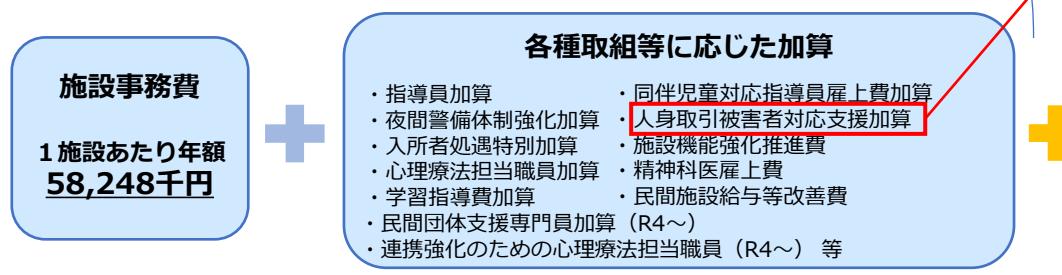 施設事務費
１施設あたり年額
58,248千円
各種取組等に応じた加算
・指導員加算
・夜間警備体制強化加算
・入所者処遇特別加算
・心理療法担当職員加算
・学習指導費加算
・同伴児童対応指導員雇上費加算
・人身取引被害者対応支援加算
・施設機能強化推進費
・精神科医雇上費
・民間施設給与等改善費
・民間団体支援専門員加算（R4～）
・連携強化のための心理療法担当職員（R4～） 等